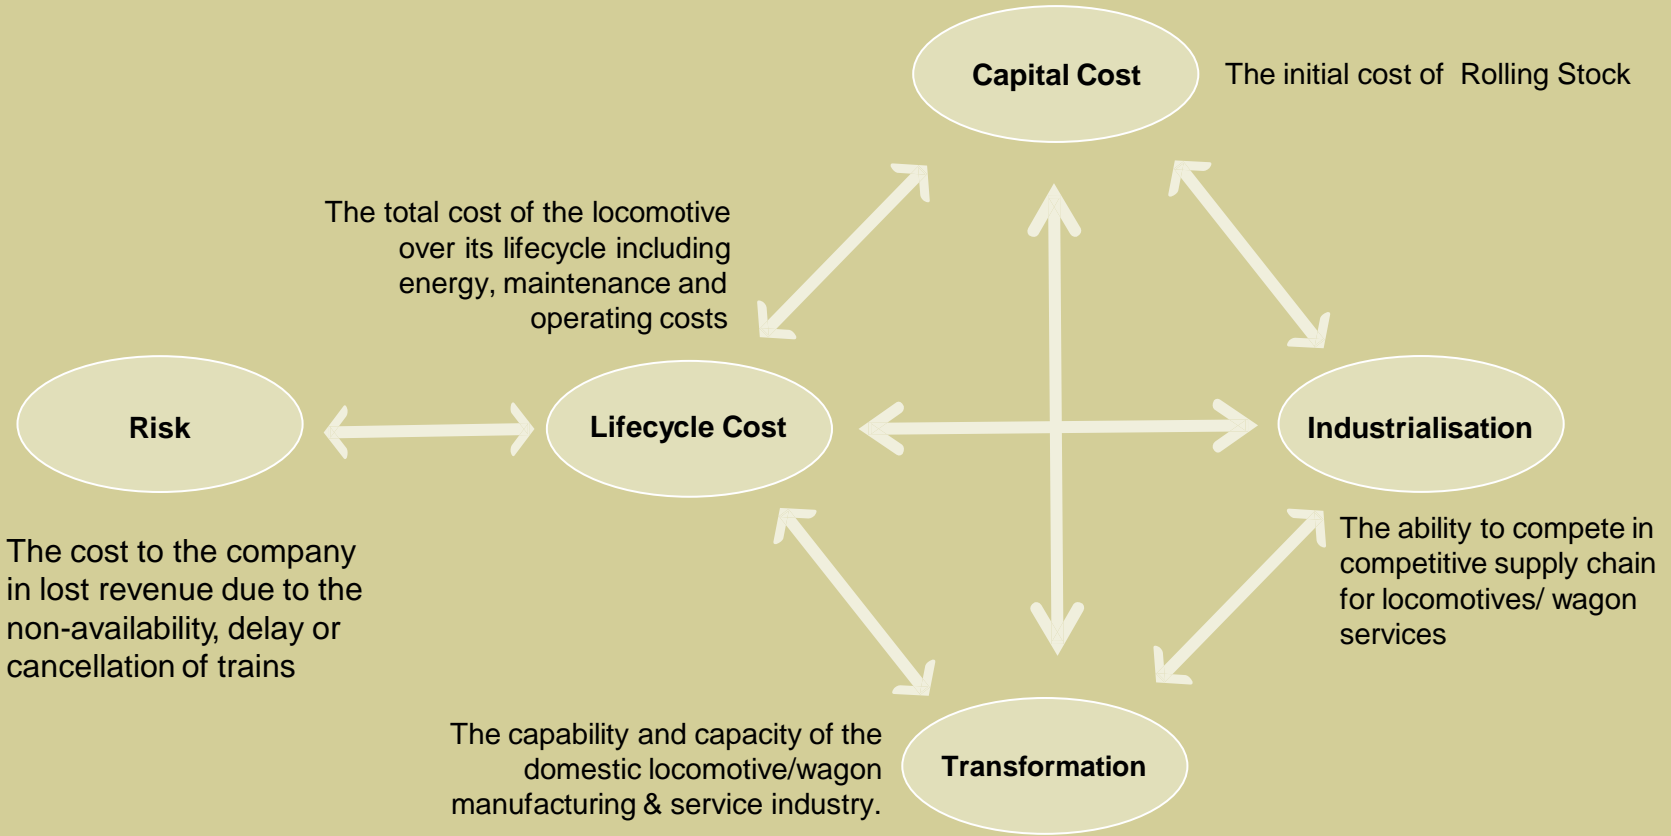 Capital Cost
The initial cost of Rolling Stock
The total cost of the locomotive
over its lifecycle including
energy, maintenance and
operating costs
Risk
Lifecycle Cost
Industrialisation
The cost to the company
in lost revenue due to the
non-availability, delay or
cancellation of trains
The ability to compete in
competitive supply chain
for locomotives/ wagon
services
The capability and capacity of the
domestic locomotive/wagon
manufacturing & service industry.
Transformation